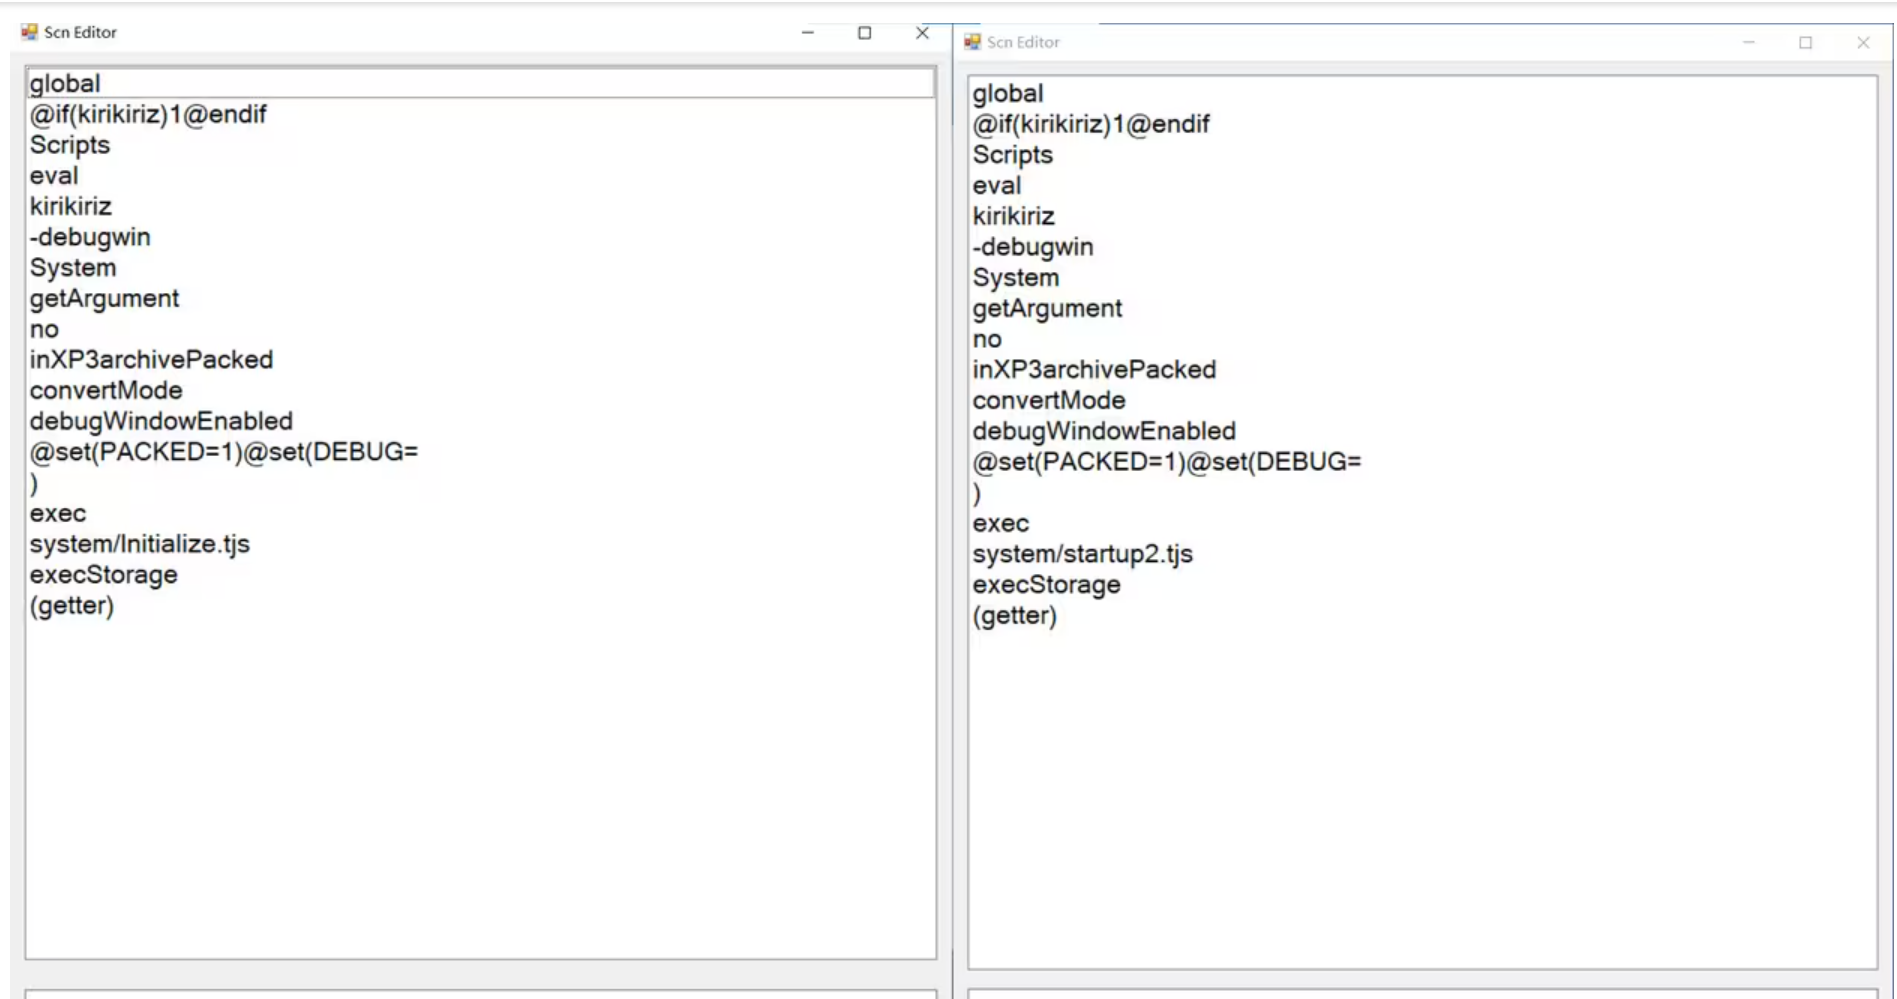 Scn Editor
global
@if(kirikiriz)1@endif
Scripts
eval
kirikiriz
-debugwin
System
getArgument
no
inXP3archivePacked
convertMode
debugWindowEnabled
@set(PACKED=1)@set(DEBUG=
)
exec
system/Initialize.tjs
execStorage
(getter)
Scn Editor
global
@if(kirikiriz)1@endif
Scripts
eval
kirikiriz
-debugwin
System
getArgument
no
inXP3archivePacked
convertMode
debugWindowEnabled
@set(PACKED=1)@set(DEBUG=
)
exec
system/startup2.tjs
execStorage
(getter)